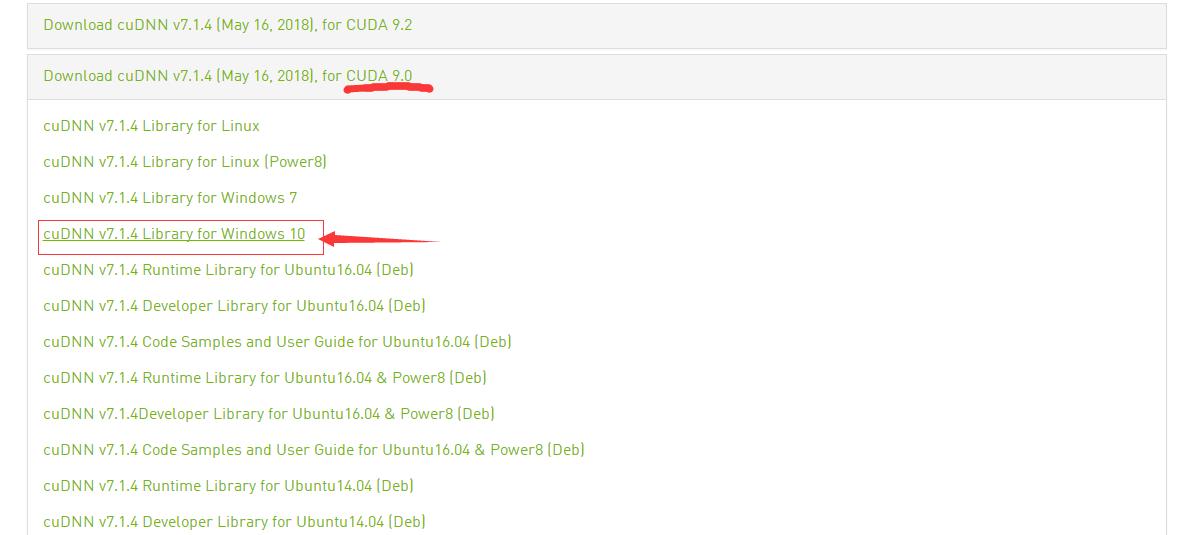 Download cuDNN v7.1.4 (May 16, 2018), for CUDA 9.2
Download cuDNN v7.1.4 (May 16, 2018), for CUDA 9.0
cuDNN v7.1.4 Library for Linux
cuDNN v7.1.4 Library for Linux (Power8)
cuDNN v7.1.4 Library for Windows 7
cuDNN v7.1.4 Library for Windows 10
cuDNN v7.1.4 Runtime Library for Ubuntu16.04 (Deb)
cuDNN v7.1.4 Developer Library for Ubuntu16.04 (Deb)
cuDNN v7.1.4 Code Samples and User Guide for Ubuntu16.04 (Deb)
cuDNN v7.1.4 Runtime Library for Ubuntu16.04 & Power8 (Deb)
cuDNN v7.1.4Developer Library for Ubuntu16.04 & Power8 (Deb)
cuDNN v7.1.4 Code Samples and User Guide for Ubuntu16.04 & Power8 (Deb)
cuDNN v7.1.4 Runtime Library for Ubuntu14.04 (Deb)
cuDNN v7.1.4 Developer Library for Ubuntu14.04 (Deb)